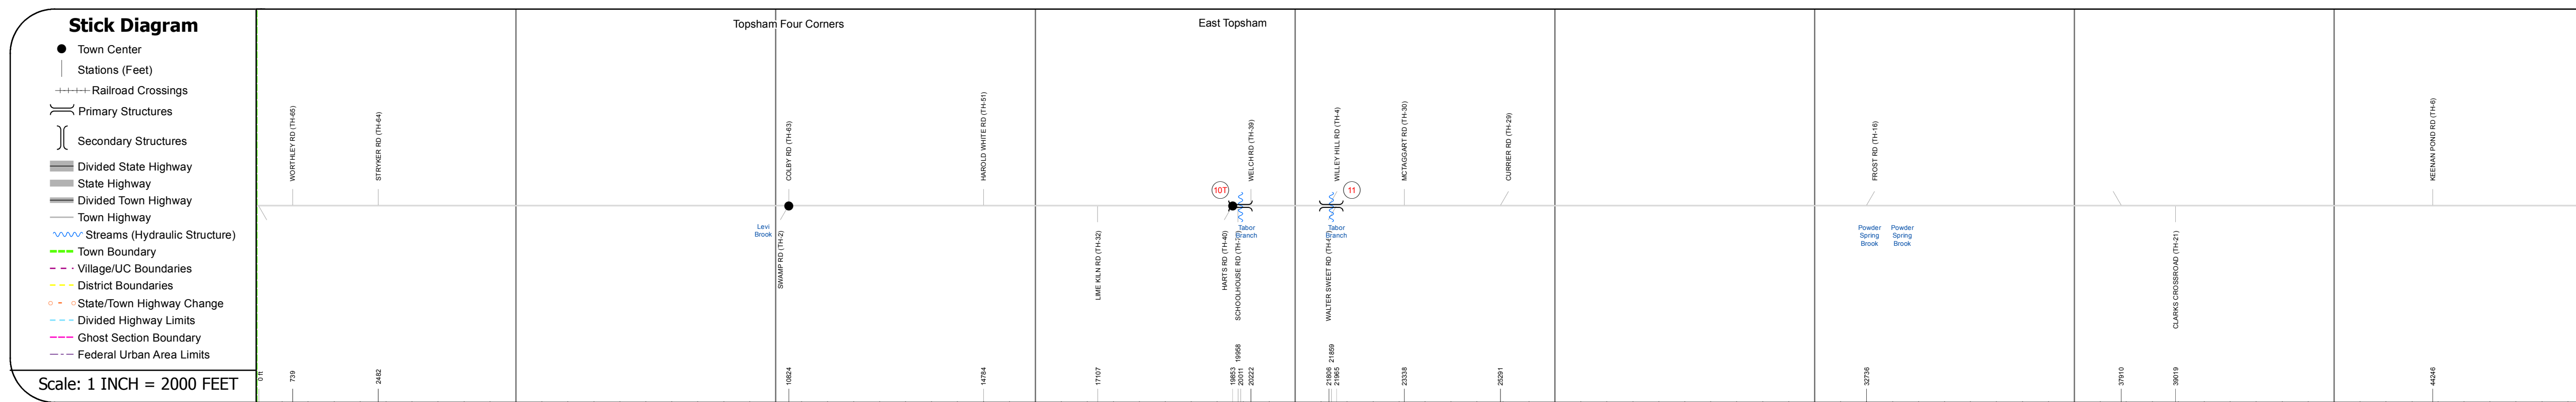 Stick Diagram
Town Center
Stations (Feet)
Railroad Crossings
Primary Structures
Secondary Structures
Divided State Highway
State Highway
Divided Town Highway
Town Highway
Streams (Hydraulic Structure)
Town Boundary
Village/UC Boundaries
District Boundaries
State/Town Highway Change
Divided Highway Limits
Ghost Section Boundary
Federal Urban Area Limits
Scale: 1 INCH = 2000 FEET
Topsham Four Corners
East Topsham
WORTHLEY RD (TH-65)
STRYKER RD (TH-64)
COLBY RD (TH-63)
HAROLD WHITE RD (TH-51)
WELCH RD (TH-39)
WILLEY HILL RD (TH-4)
MCTAGGART RD (TH-30)
CURRIER RD (TH-29)
FROST RD (TH-16)
KEENAN POND RD (TH-6)
10T
11
Levi
Brook
Tabor
Branch
Tabor
Branch
Powder
Spring
Brook
Powder
Spring
Brook
SWAMP RD (TH-2)
LIME KILN RD (TH-32)
HARTS RD (TH-40)
SCHOOLHOUSE RD
WALTER SWEET RD
CLARKS CROSSROAD (TH-21)
0 ft
739
2482
10824
14784
17107
19853
19958
20011
20222
21806
21859
21965
23338
25291
32736
37910
39019
44246